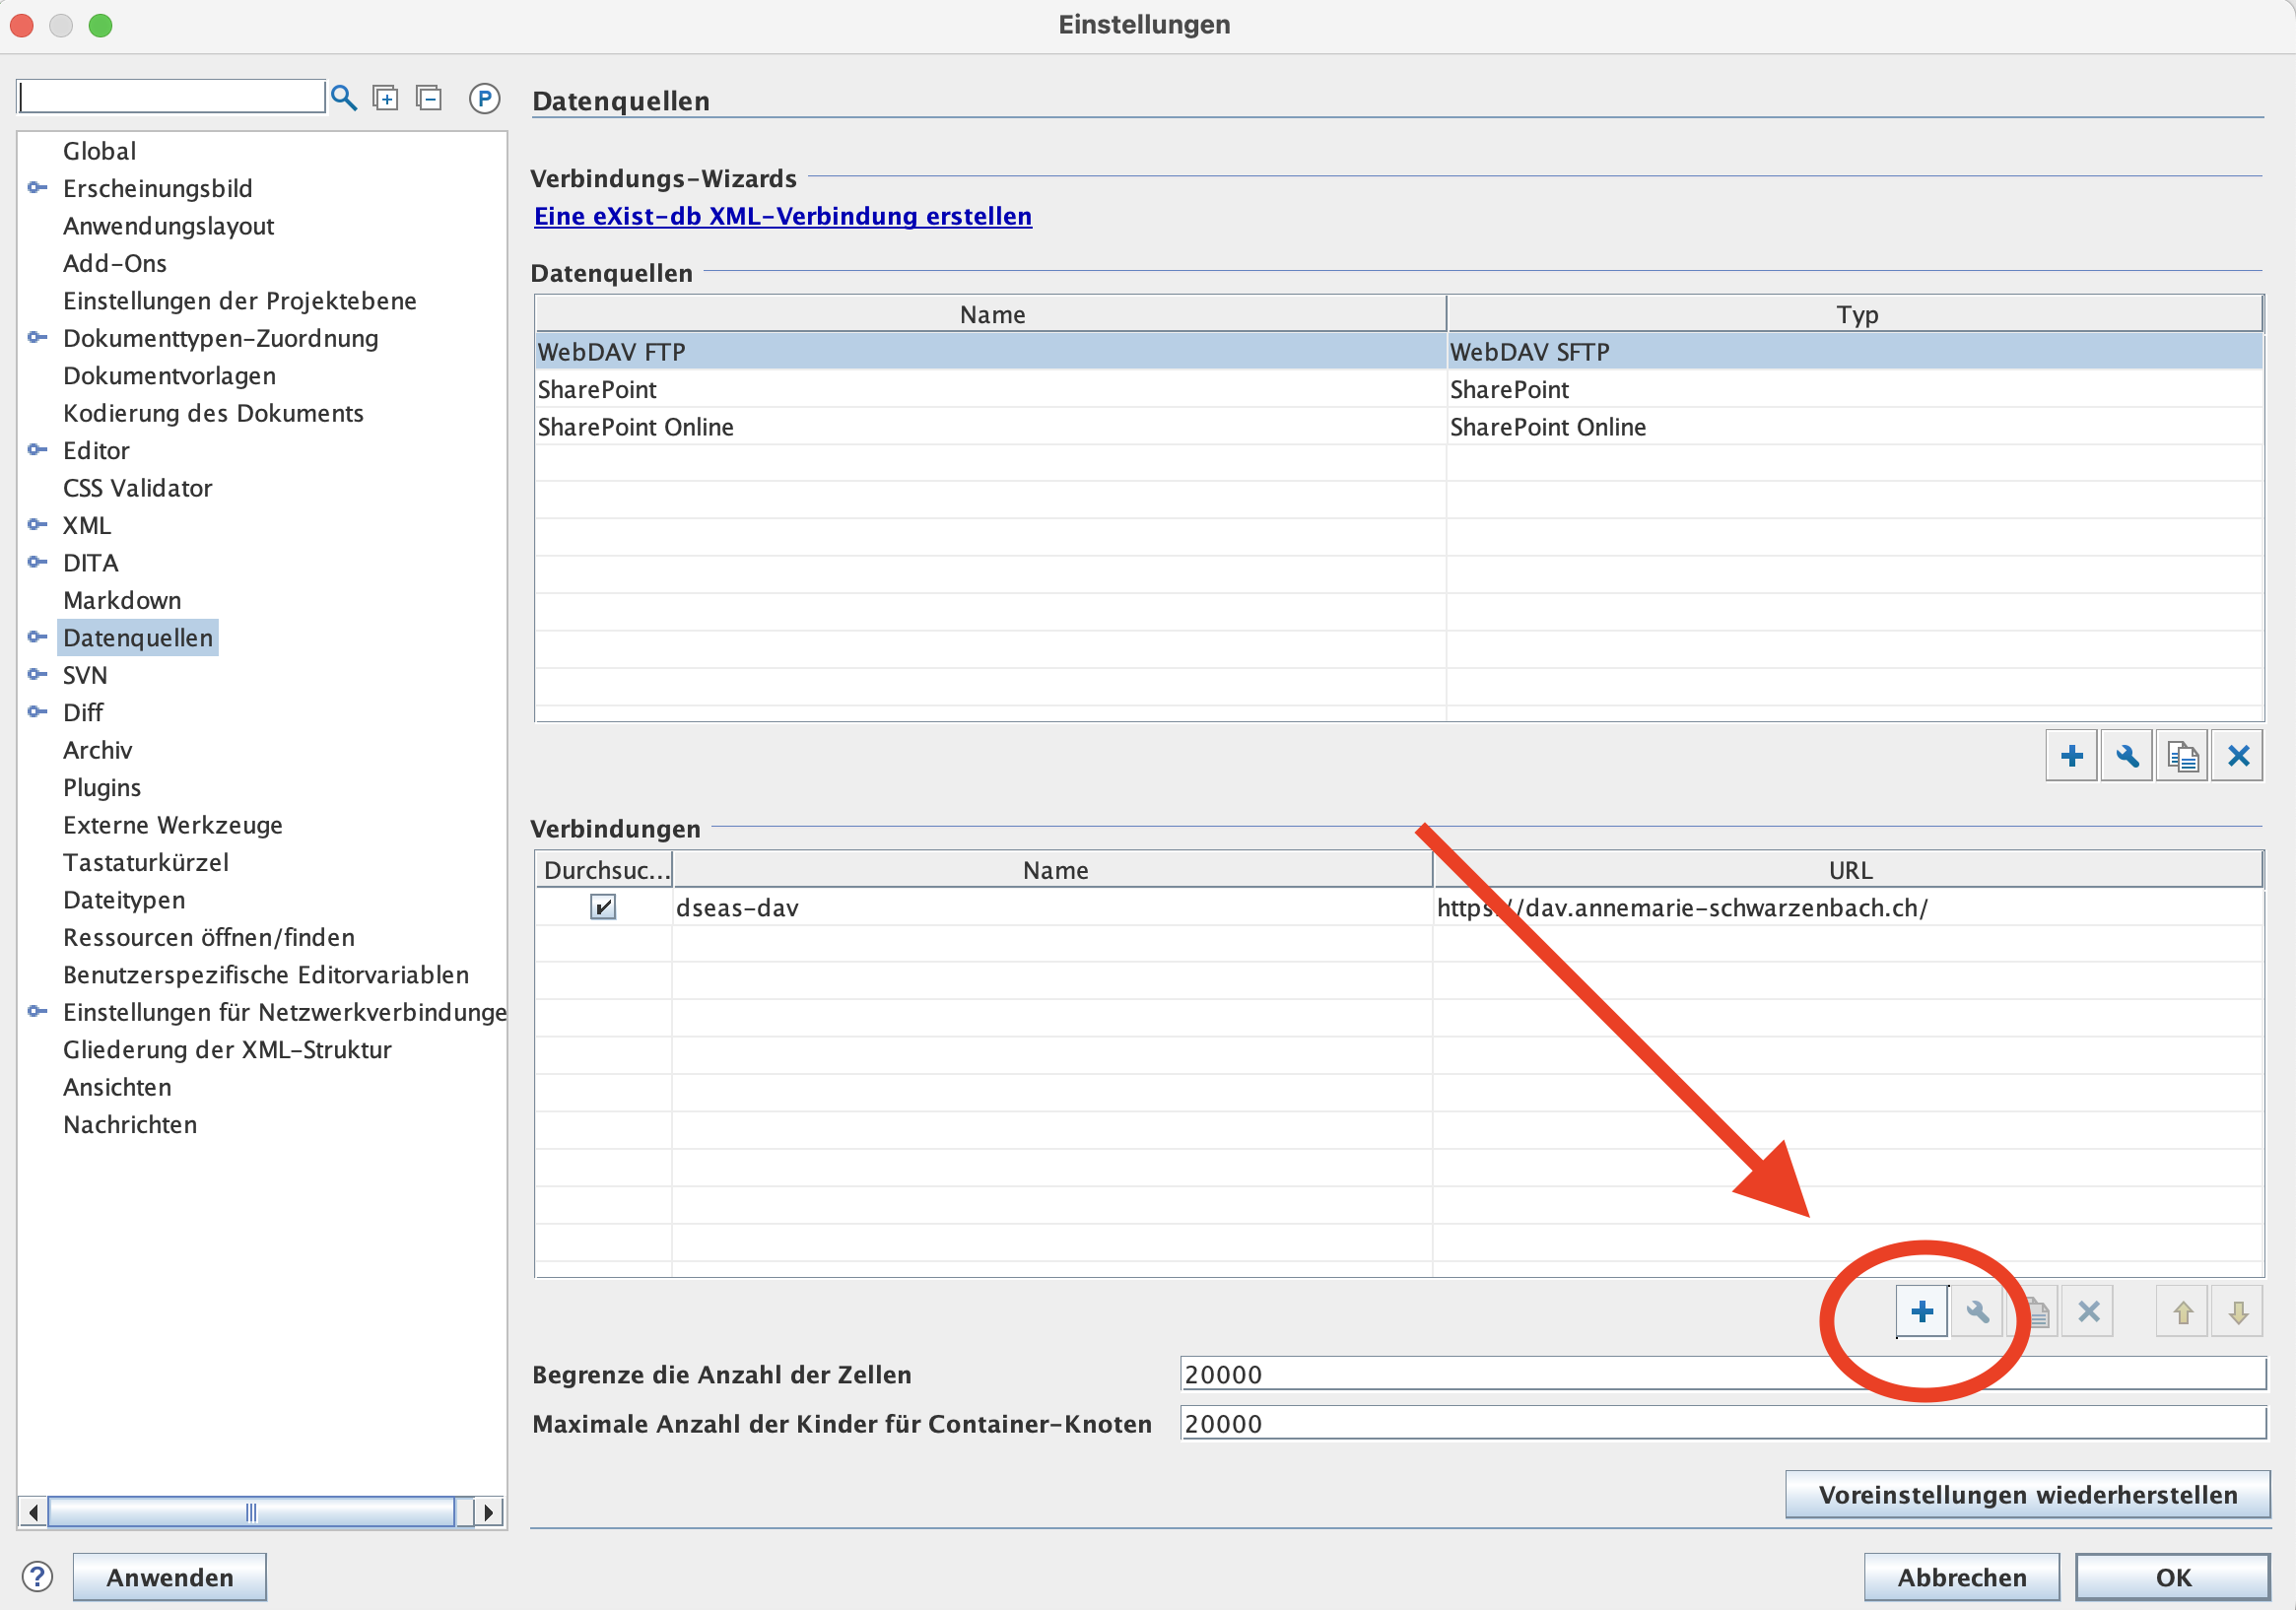 Einstellungen
P
Global
Erscheinungsbild
Anwendungslayout
Add-Ons
Einstellungen der Projektebene
Dokumenttypen-Zuordnung
Dokumentvorlagen
Kodierung des Dokuments
Editor
CSS Validator
XML
DITA
Markdown
Datenquellen
SVN
Diff
Archiv
Plugins
Externe Werkzeuge
Tastaturkürzel
Dateitypen
Ressourcen öffnen/finden
Benutzerspezifische Editorvariablen
Einstellungen für Netzwerkverbindunge
Gliederung der XML-Struktur
Ansichten
Nachrichten
Datenquellen
Verbindungs-Wizards
Eine eXist-db XML-Verbindung erstellen
Datenquellen
Name Typ
WebDAV FTP WebDAV SFTP
SharePoint SharePoint
SharePoint Online SharePoint Online
Verbindungen
Durchsuc... Name URL
dseas-dav https://dav.annemarie-schwarzenbach.ch/
Begrenze die Anzahl der Zellen 20000
Maximale Anzahl der Kinder für Container-Knoten 20000
Voreinstellungen wiederherstellen
? Anwenden Abbrechen OK